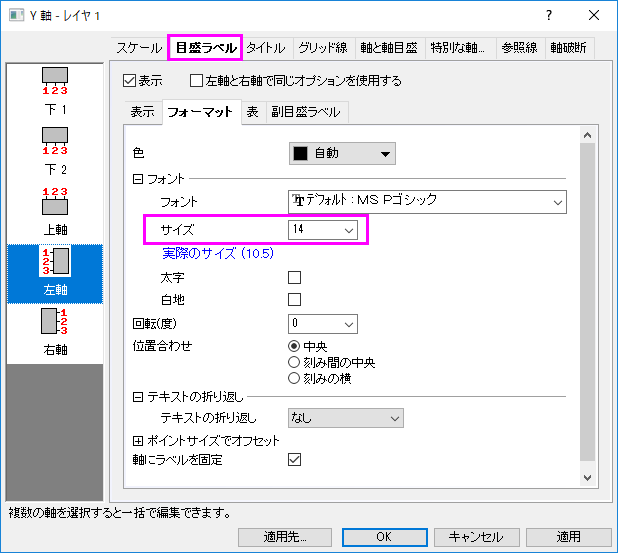 Y 軸 - レイヤ 1
スケール 目盛ラベル タイトル グリッド線 軸と軸目盛 特別な軸... 参照線 軸破断
表示 左軸と右軸で同じオプションを使用する
123
下 1
123
下 2
123
上軸
1
2
3
左軸
1
2
3
右軸
表示 フォーマット 表 副目盛ラベル
色 自動
フォント
フォント デフォルト : MS Pゴシック
サイズ 14
実際のサイズ (10.5)
太字
白地
回転(度) 0
位置合わせ 中央
刻み間の中央
刻みの横
テキストの折り返し
テキストの折り返し なし
ポイントサイズでオフセット
軸にラベルを固定
複数の軸を選択すると一括で編集できます。
適用先... OK キャンセル 適用